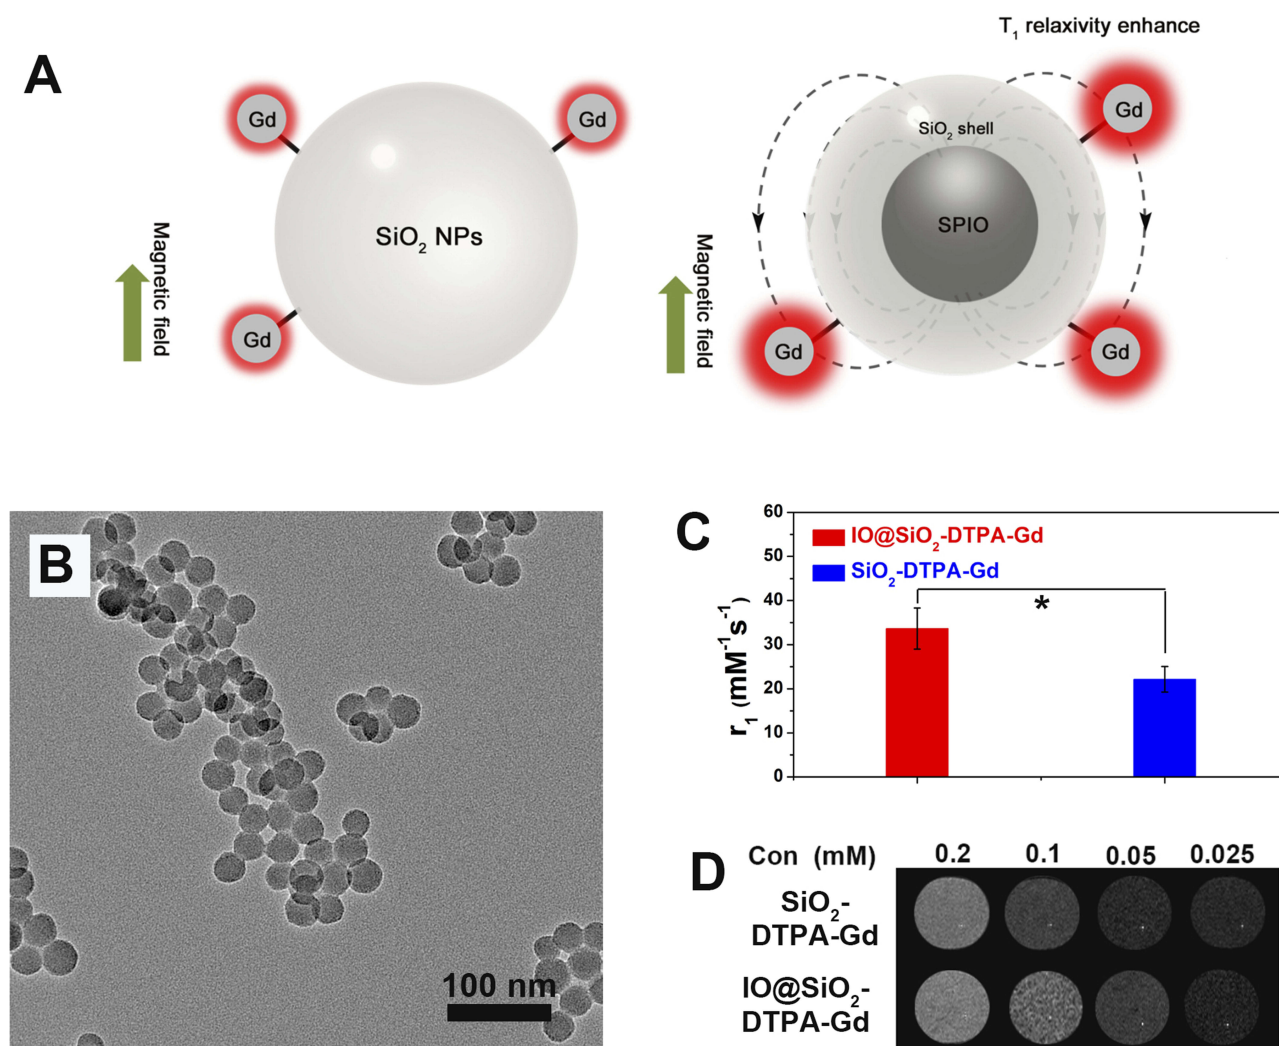 A
T₁ relaxivity enhance
Gd
Gd
Gd
SiO₂ NPs
Magnetic field
SiO₂ shell
SPIO
Gd
Gd
Gd
Magnetic field
B
100 nm
C
60
50
40
30
20
10
0
r₁ (mM⁻¹s⁻¹)
IO@SiO₂-DTPA-Gd
SiO₂-DTPA-Gd
*
D
Con (mM) 0.2 0.1 0.05 0.025
SiO₂-
DTPA-Gd
IO@SiO₂-
DTPA-Gd